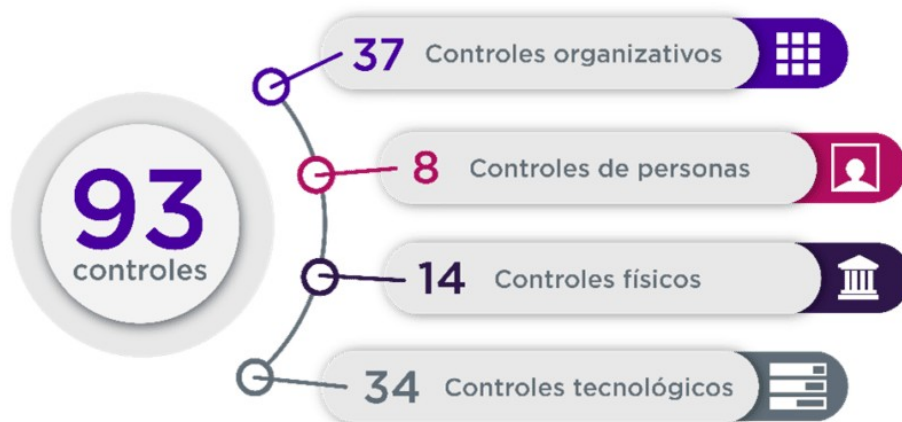 93
controles
37 Controles organizativos
8 Controles de personas
14 Controles físicos
34 Controles tecnológicos